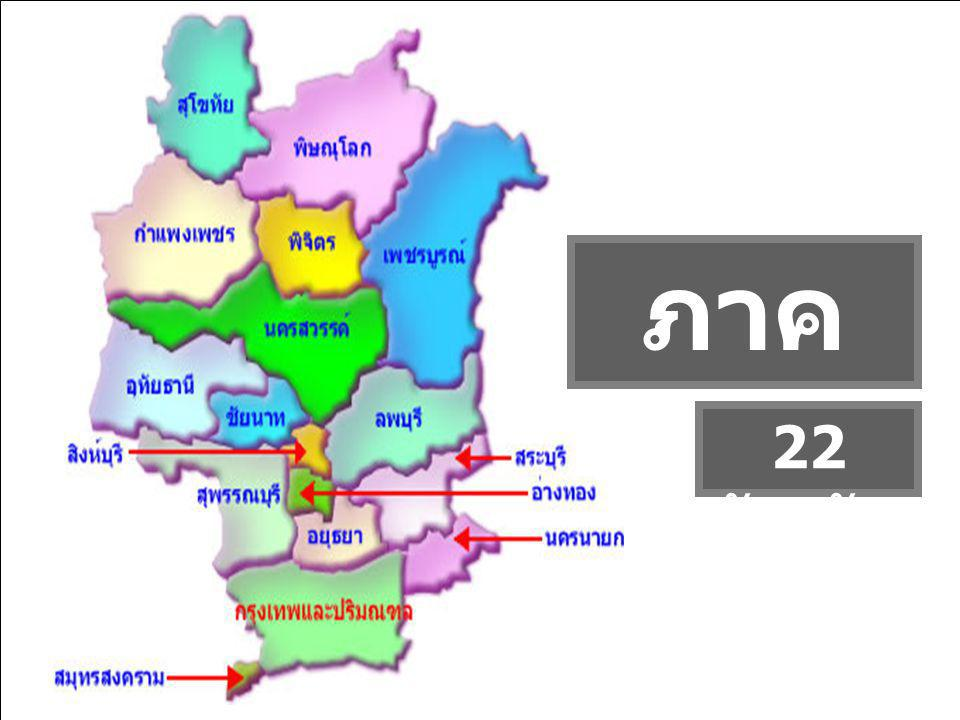 สุโขทัย
พิษณุโลก
กำแพงเพชร
พิจิตร
เพชรบูรณ์
ภาค
นครสวรรค์
อุทัยธานี
ชัยนาท
ลพบุรี
22
สิงห์บุรี
สระบุรี
สุพรรณบุรี
อ่างทอง
อยุธยา
นครนายก
กรุงเทพและปริมณฑล
สมุทรสงคราม